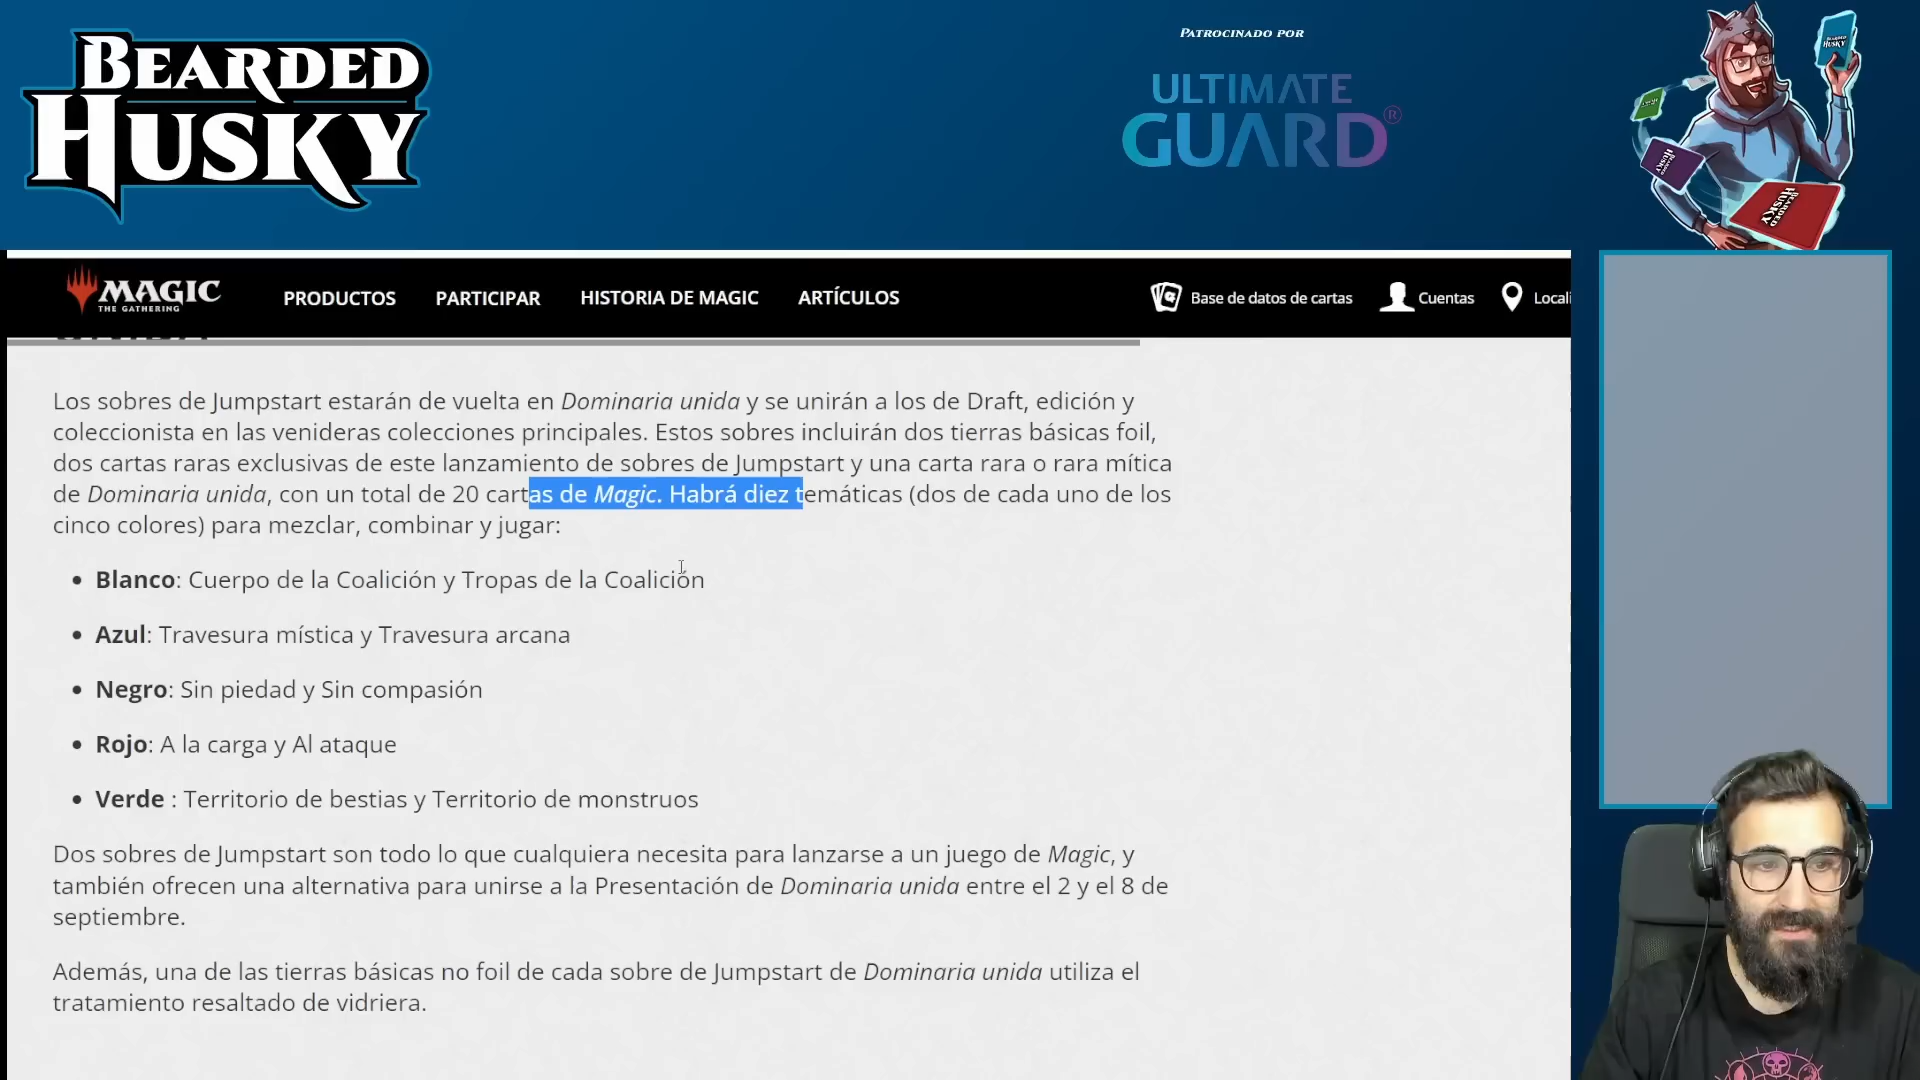 BEARDED
HUSKY
PATROCINADO POR
ULTIMATE
GUARD®
BEARDED
HUSKY
MAGIC
THE GATHERING
PRODUCTOS
PARTICIPAR
HISTORIA DE MAGIC
ARTÍCULOS
Base de datos de cartas
Cuentas
Locali
Los sobres de Jumpstart estarán de vuelta en Dominaria unida y se unirán a los de Draft, edición y
coleccionista en las venideras colecciones principales. Estos sobres incluirán dos tierras básicas foil,
dos cartas raras exclusivas de este lanzamiento de sobres de Jumpstart y una carta rara o rara mítica
de Dominaria unida, con un total de 20 cartas de Magic. Habrá diez temáticas (dos de cada uno de los
cinco colores) para mezclar, combinar y jugar:
• Blanco: Cuerpo de la Coalición y Tropas de la Coalición
• Azul: Travesura mística y Travesura arcana
• Negro: Sin piedad y Sin compasión
• Rojo: A la carga y Al ataque
• Verde : Territorio de bestias y Territorio de monstruos
Dos sobres de Jumpstart son todo lo que cualquiera necesita para lanzarse a un juego de Magic, y
también ofrecen una alternativa para unirse a la Presentación de Dominaria unida entre el 2 y el 8 de
septiembre.
Además, una de las tierras básicas no foil de cada sobre de Jumpstart de Dominaria unida utiliza el
tratamiento resaltado de vidriera.